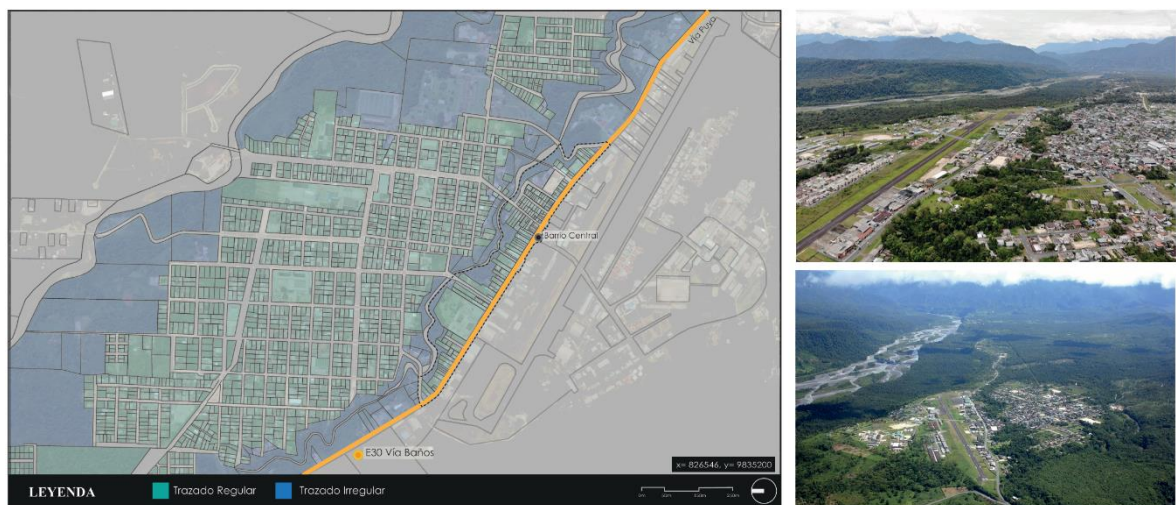 Vía Puyo
Barrio Central
E30 Vía Baños
x= 826546, y= 9835200
LEYENDA
Trazado Regular
Trazado Irregular